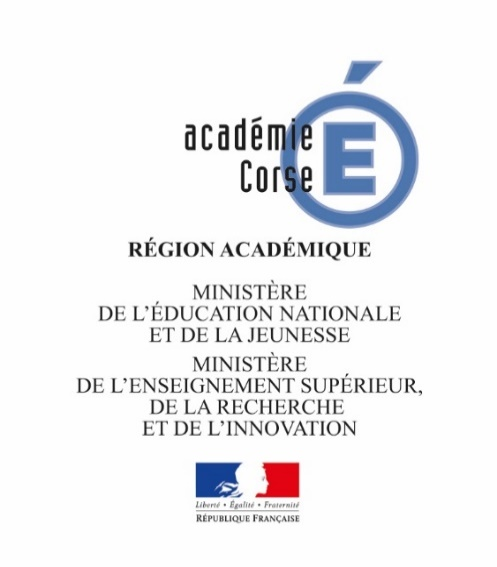 académie
Corse
É
RÉGION ACADÉMIQUE
MINISTÈRE
DE L’ÉDUCATION NATIONALE
ET DE LA JEUNESSE
MINISTÈRE
DE L’ENSEIGNEMENT SUPÉRIEUR,
DE LA RECHERCHE
ET DE L’INNOVATION
Liberté • Égalité • Fraternité
RÉPUBLIQUE FRANÇAISE